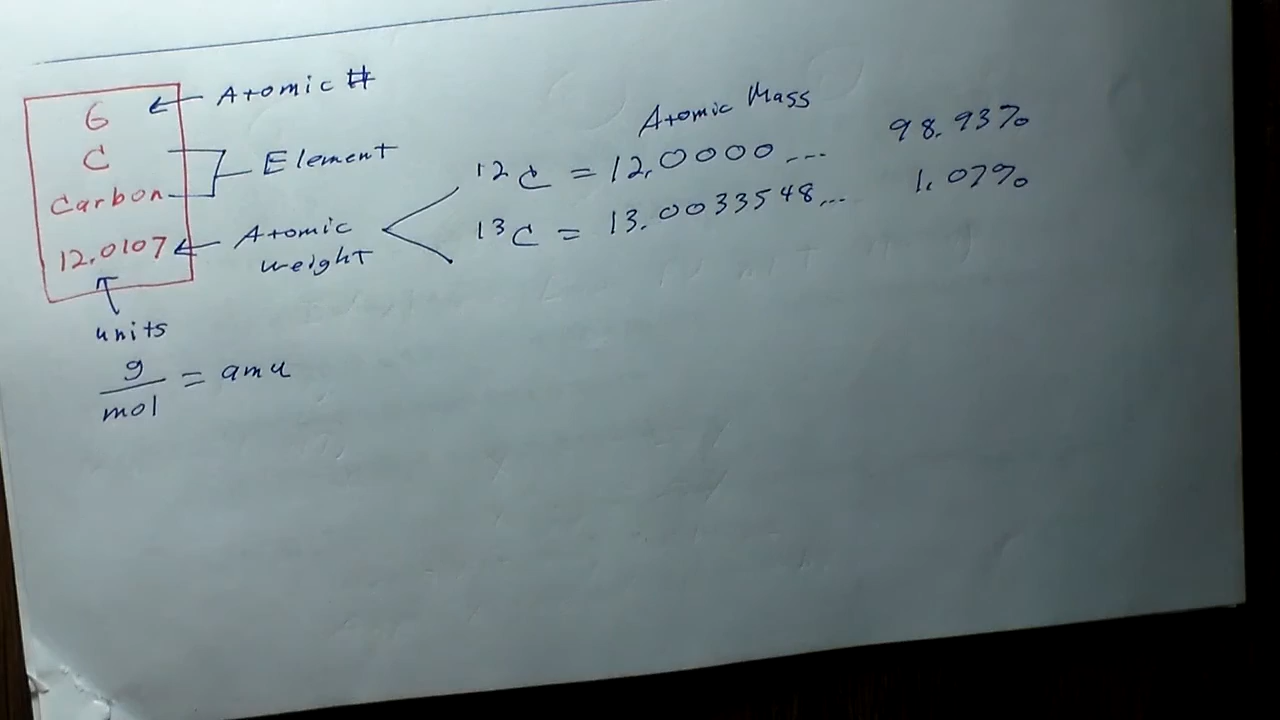 6 ← Atomic #
C
Carbon
Element
12.0107 ← Atomic weight
units
g/mol = amu
Atomic Mass
12C = 12.0000... 98.93%
13C = 13.0033548... 1.07%